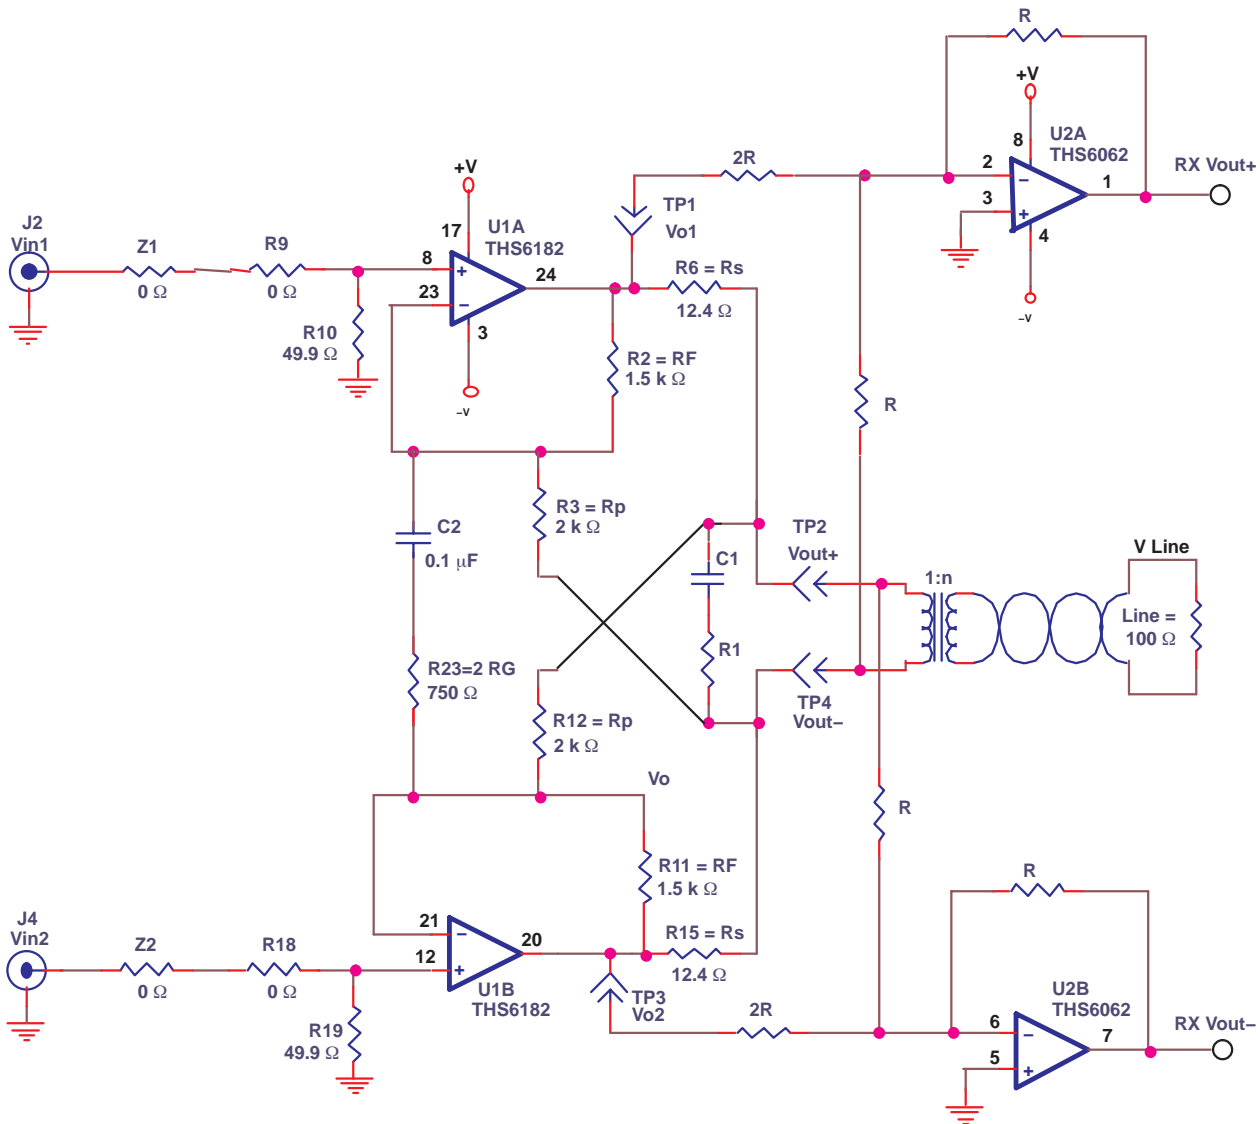 R
+V
8
U2A
THS6062
2
3
1
4
–V
RX Vout+
2R
TP1
Vo1
+V
17
U1A
THS6182
8
23
24
3
–V
J2
Vin1
Z1
0 Ω
R9
0 Ω
R10
49.9 Ω
R6 = Rs
12.4 Ω
R2 = RF
1.5 k Ω
R
R3 = Rp
2 k Ω
C2
0.1 μF
C1
TP2
Vout+
1:n
V Line
Line =
100 Ω
R1
R23=2 RG
750 Ω
R12 = Rp
2 k Ω
TP4
Vout–
Vo
R
R11 = RF
1.5 k Ω
R
J4
Vin2
Z2
0 Ω
R18
0 Ω
R19
49.9 Ω
21
12
20
U1B
THS6182
R15 = Rs
12.4 Ω
TP3
Vo2
2R
6
5
7
U2B
THS6062
RX Vout–